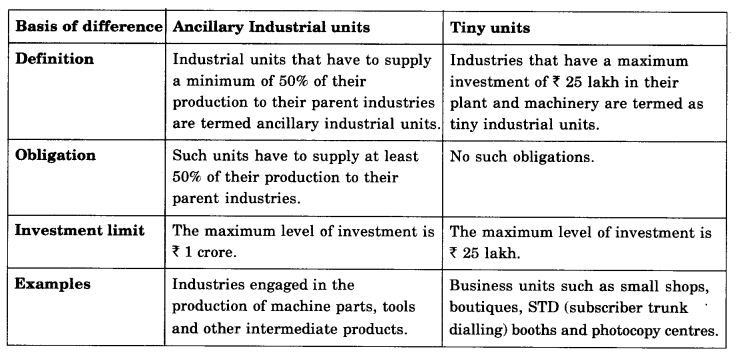 Basis of difference Ancillary Industrial units Tiny units
Definition
Industrial units that have to supply
a minimum of 50% of their
production to their parent industries
are termed ancillary industrial units.
Industries that have a maximum
investment of ₹ 25 lakh in their
plant and machinery are termed as
tiny industrial units.
Obligation
Such units have to supply at least
50% of their production to their
parent industries.
No such obligations.
Investment limit
The maximum level of investment is
₹ 1 crore.
The maximum level of investment is
₹ 25 lakh.
Examples
Industries engaged in the
production of machine parts, tools
and other intermediate products.
Business units such as small shops,
boutiques, STD (subscriber trunk
dialling) booths and photocopy centres.